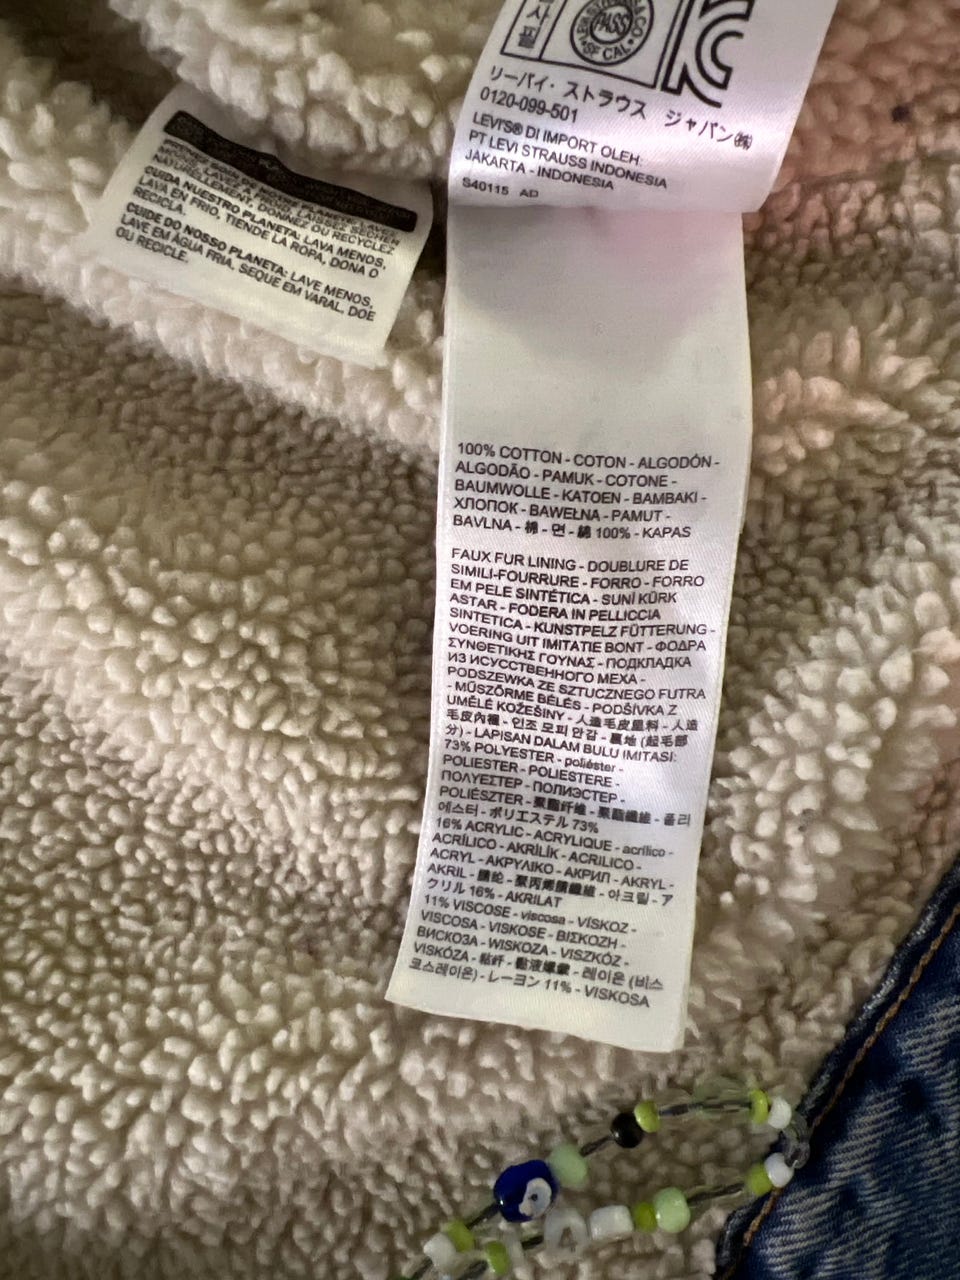 PASS
リーバイ・ストラウス ジャパン㈱
0120-099-501
LEVI'S® DI IMPORT OLEH:
PT LEVI STRAUSS INDONESIA
JAKARTA - INDONESIA
S40115 AD
NATURELLEMENT, DONNEZ OU RECYCLEZ
CUIDA NUESTRO PLANETA: LAVA MENOS,
LAVA EN FRIO, TIENDE LA ROPA, DONA O
RECICLA.
CUIDE DO NOSSO PLANETA: LAVE MENOS,
LAVE EM ÁGUA FRIA, SEQUE EM VARAL, DOE
OU RECICLE.
100% COTTON - COTON - ALGODÓN -
ALGODÃO - PAMUK - COTONE -
BAUMWOLLE - KATOEN - BAMBAKI -
ХЛОПОК - BAWEŁNA - PAMUT -
BAVLNA - 棉 - 면 - 綿 100% - KAPAS
FAUX FUR LINING - DOUBLURE DE
SIMILI-FOURRURE - FORRO - FORRO
EM PELE SINTÉTICA - SUNİ KÜRK
ASTAR - FODERA IN PELLICCIA
SINTETICA - KUNSTPELZ FÜTTERUNG -
VOERING UIT IMITATIE BONT - ΦΟΔΡΑ
ΣΥΝΘΕΤΙΚΗΣ ΓΟΥΝΑΣ - ПОДКЛАДКА
ИЗ ИСКУССТВЕННОГО МЕХА -
PODSZEWKA ZE SZTUCZNEGO FUTRA
- MŰSZŐRME BÉLÉS - PODŠÍVKA Z
UMĚLÉ KOŽEŠINY - 人造毛皮里料 - 人造
毛皮內裡 - 인조 모피 안감 - 裏地 (起毛部
分) - LAPISAN DALAM BULU IMITASI:
73% POLYESTER - poliéster -
POLIESTER - POLIESTERE -
ΠΟΛΥΕΣΤΕΡ - ПОЛИЭСТЕР -
POLIÉSZTER - 聚酯纤维 - 聚酯纖維 - 폴리
에스터 - ポリエステル 73%
16% ACRYLIC - ACRYLIQUE - acrílico -
ACRÍLICO - AKRİLİK - ACRILICO -
ACRYL - ΑΚΡΥΛΙΚΟ - АКРИЛ - AKRYL -
AKRIL - 腈纶 - 聚丙烯腈纖維 - 아크릴 - ア
クリル 16% - AKRILAT
11% VISCOSE - viscosa - VİSKOZ -
VISCOSA - VISKOSE - ΒΙΣΚΟΖΗ -
ВИСКОЗА - WISKOZA - VISZKÓZ -
VISKÓZA - 粘纤 - 黏液嫘縈 - 레이온 (비스
코스레이온) - レーヨン 11% - VISKOSA